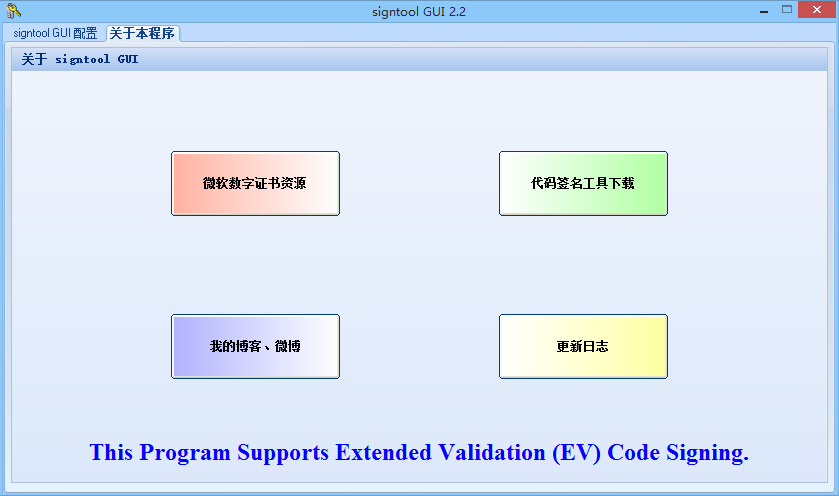 signtool GUI 2.2
signtool GUI 配置 关于本程序
关于 signtool GUI
微软数字证书资源 代码签名工具下载
我的博客、微博 更新日志
This Program Supports Extended Validation (EV) Code Signing.